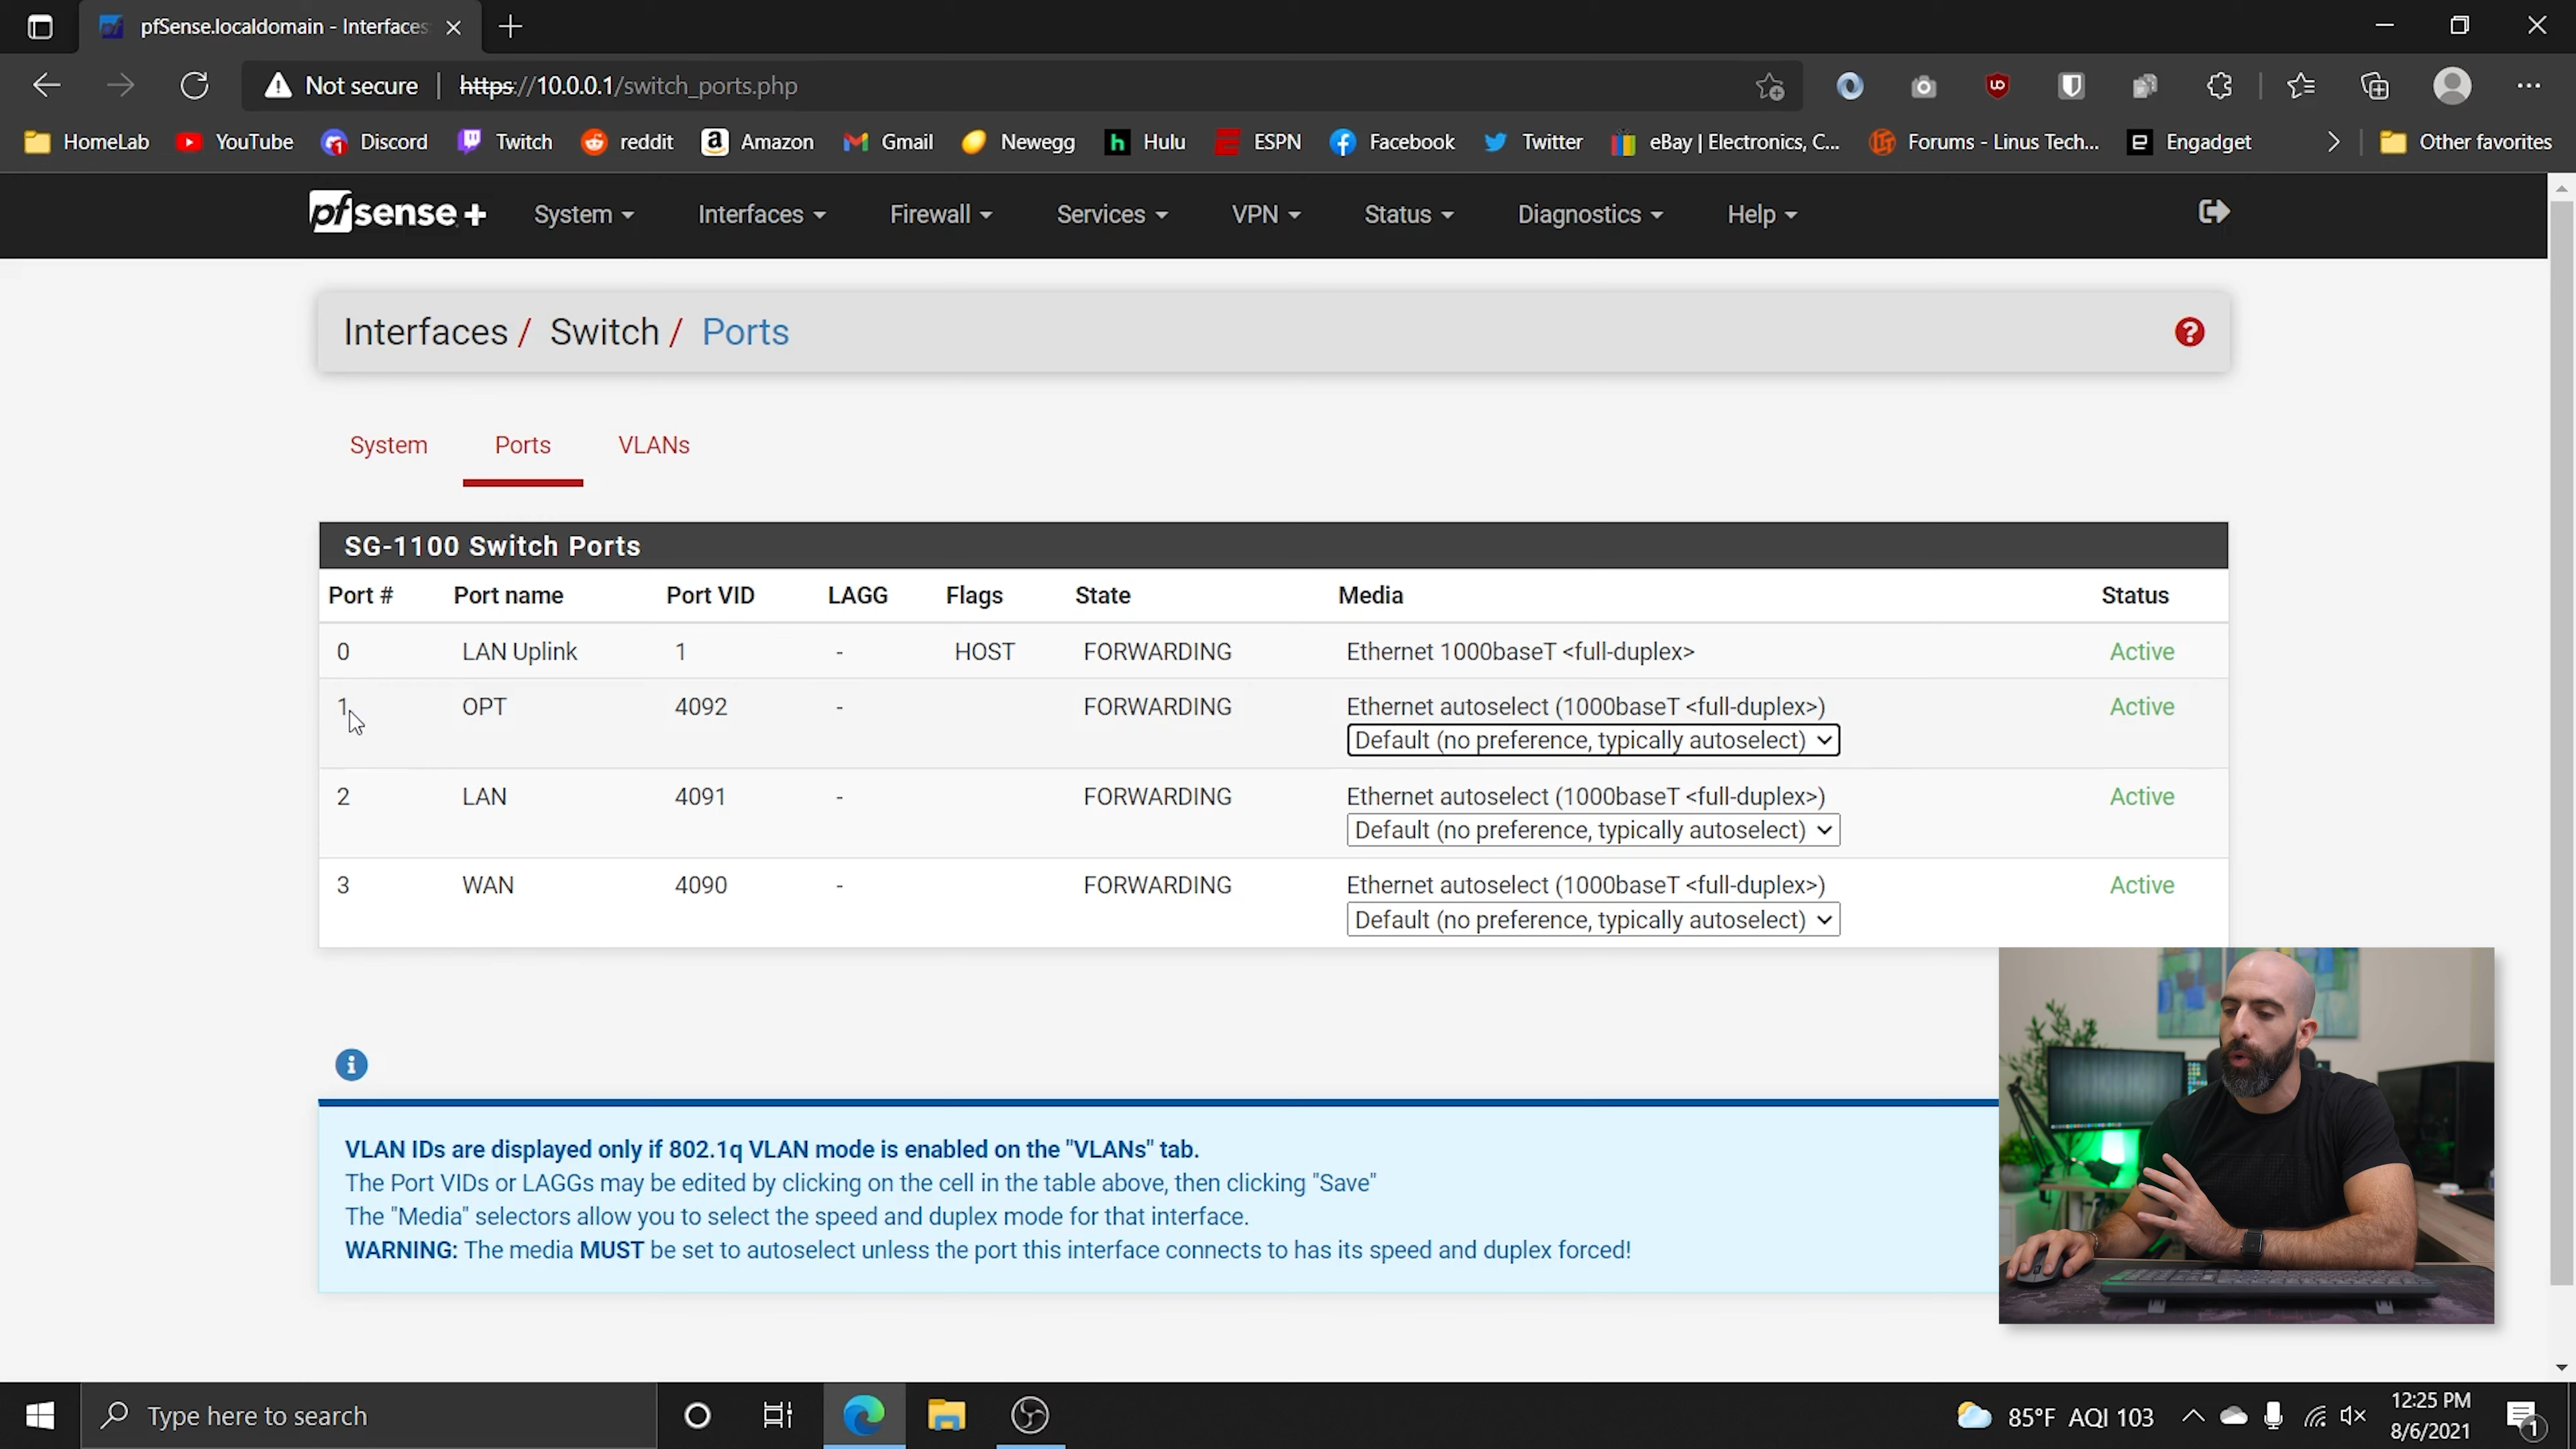 pfSense.localdomain - Interfaces
Not secure | https://10.0.0.1/switch_ports.php
HomeLab YouTube Discord Twitch reddit Amazon Gmail Newegg Hulu ESPN Facebook Twitter eBay | Electronics, C... Forums - Linus Tech... Engadget Other favorites
pfsense + System Interfaces Firewall Services VPN Status Diagnostics Help
Interfaces / Switch / Ports
System Ports VLANs
SG-1100 Switch Ports
Port # Port name Port VID LAGG Flags State Media Status
0 LAN Uplink 1 - HOST FORWARDING Ethernet 1000baseT <full-duplex> Active
1 OPT 4092 - FORWARDING Ethernet autoselect (1000baseT <full-duplex>) Active
Default (no preference, typically autoselect)
2 LAN 4091 - FORWARDING Ethernet autoselect (1000baseT <full-duplex>) Active
Default (no preference, typically autoselect)
3 WAN 4090 - FORWARDING Ethernet autoselect (1000baseT <full-duplex>) Active
Default (no preference, typically autoselect)
VLAN IDs are displayed only if 802.1q VLAN mode is enabled on the "VLANs" tab.
The Port VIDs or LAGGs may be edited by clicking on the cell in the table above, then clicking "Save"
The "Media" selectors allow you to select the speed and duplex mode for that interface.
WARNING: The media MUST be set to autoselect unless the port this interface connects to has its speed and duplex forced!
Type here to search
85°F AQI 103
12:25 PM
8/6/2021
1